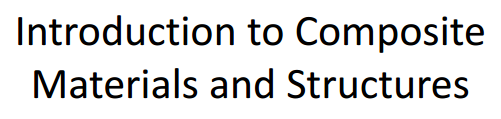 Introduction to Composite
Materials and Structures